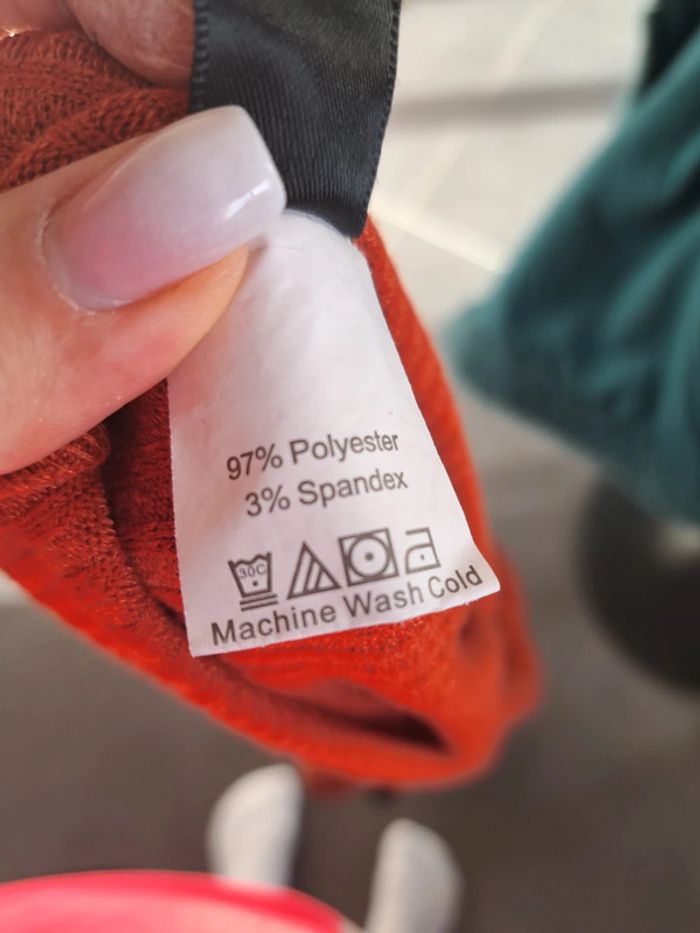 97% Polyester
3% Spandex
30C
Machine Wash Cold